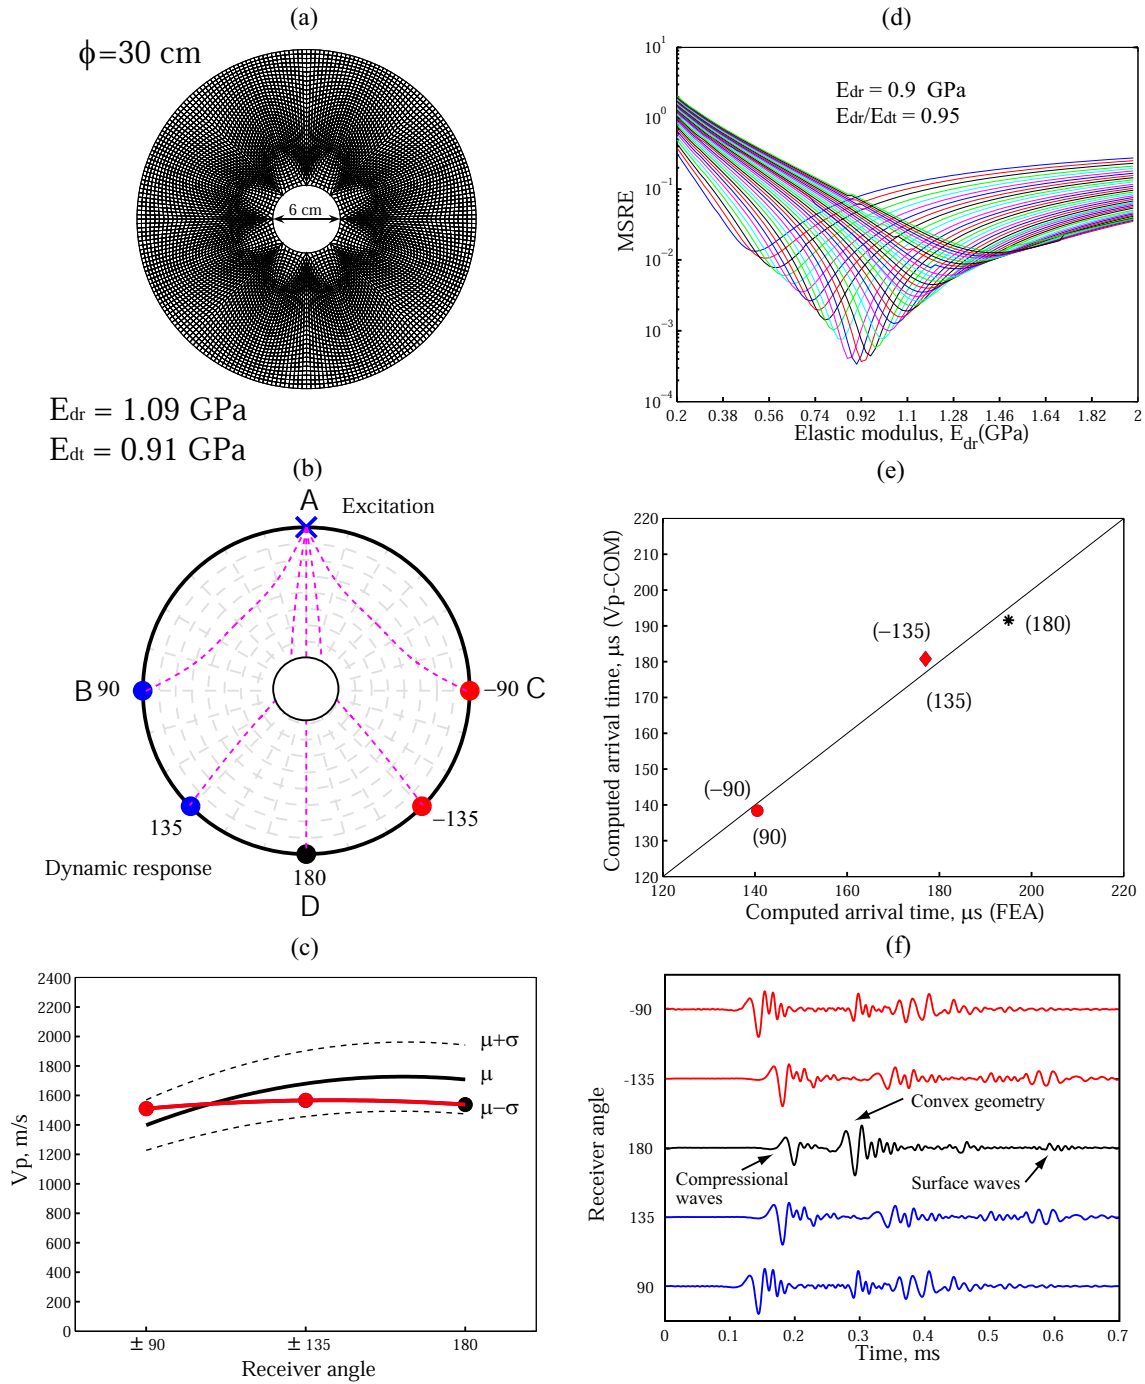 (a)
ϕ=30 cm
6 cm
Edr = 1.09 GPa
Edt = 0.91 GPa
(b)
A
Excitation
B 90
−90 C
135
−135
Dynamic response
180
D
(c)
2400
2200
2000
1800
1600
1400
1200
1000
800
600
400
200
0
Vp, m/s
μ+σ
μ
μ−σ
± 90
± 135
180
Receiver angle
(d)
10^1
10^0
10^−1
10^−2
10^−3
10^−4
MSRE
Edr = 0.9 GPa
Edr/Edt = 0.95
0.2 0.38 0.56 0.74 0.92 1.1 1.28 1.46 1.64 1.82 2
Elastic modulus, Edr(GPa)
(e)
220
210
200
190
180
170
160
150
140
130
120
Computed arrival time, μs (Vp-COM)
(−135)
(180)
(135)
(−90)
(90)
120 140 160 180 200 220
Computed arrival time, μs (FEA)
(f)
Receiver angle
-90
-135
180
135
90
Convex geometry
Compressional
waves
Surface waves
0 0.1 0.2 0.3 0.4 0.5 0.6 0.7
Time, ms